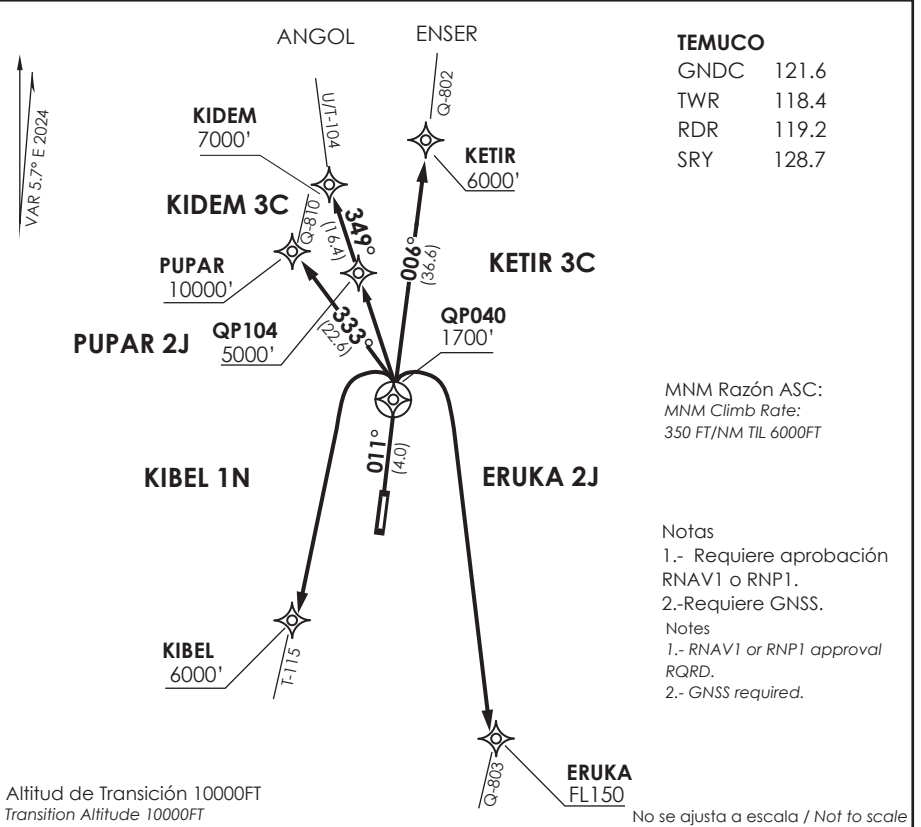 ANGOL
ENSER
VAR 5.7° E 2024
U/T-104
Q-802
KIDEM
7000'
KETIR
6000'
KIDEM 3C
Q-810
349°
(16.4)
006°
(36.6)
KETIR 3C
PUPAR
10000'
333°
(22.6)
PUPAR 2J
QP104
5000'
QP040
1700'
011°
(4.0)
KIBEL 1N
ERUKA 2J
KIBEL
6000'
T-115
ERUKA
FL150
Q-803
TEMUCO
GNDC 121.6
TWR 118.4
RDR 119.2
SRY 128.7
MNM Razón ASC:
MNM Climb Rate:
350 FT/NM TIL 6000FT
Notas
1.- Requiere aprobación
RNAV1 o RNP1.
2.-Requiere GNSS.
Notes
1.- RNAV1 or RNP1 approval
RQRD.
2.- GNSS required.
Altitud de Transición 10000FT
Transition Altitude 10000FT
No se ajusta a escala / Not to scale